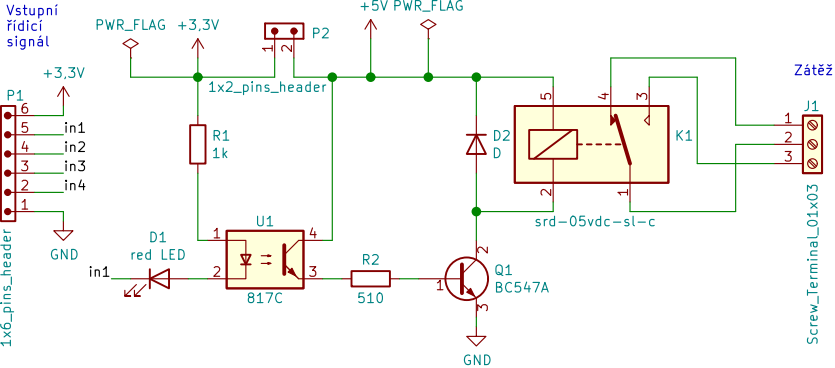 Vstupní
řídicí
signál
PWR_FLAG
+3,3V
P2
1
2
1x2_pins_header
+5V
PWR_FLAG
Zátěž
+3,3V
P1
6
5
in1
4
in2
3
in3
2
in4
1
GND
1x6_pins_header
R1
1k
D1
red LED
in1
U1
1
2
4
3
817C
R2
510
D2
D
5
4
3
K1
2
1
srd-05vdc-sl-c
1
2
3
Q1
BC547A
GND
J1
1
2
3
Screw_Terminal_01x03